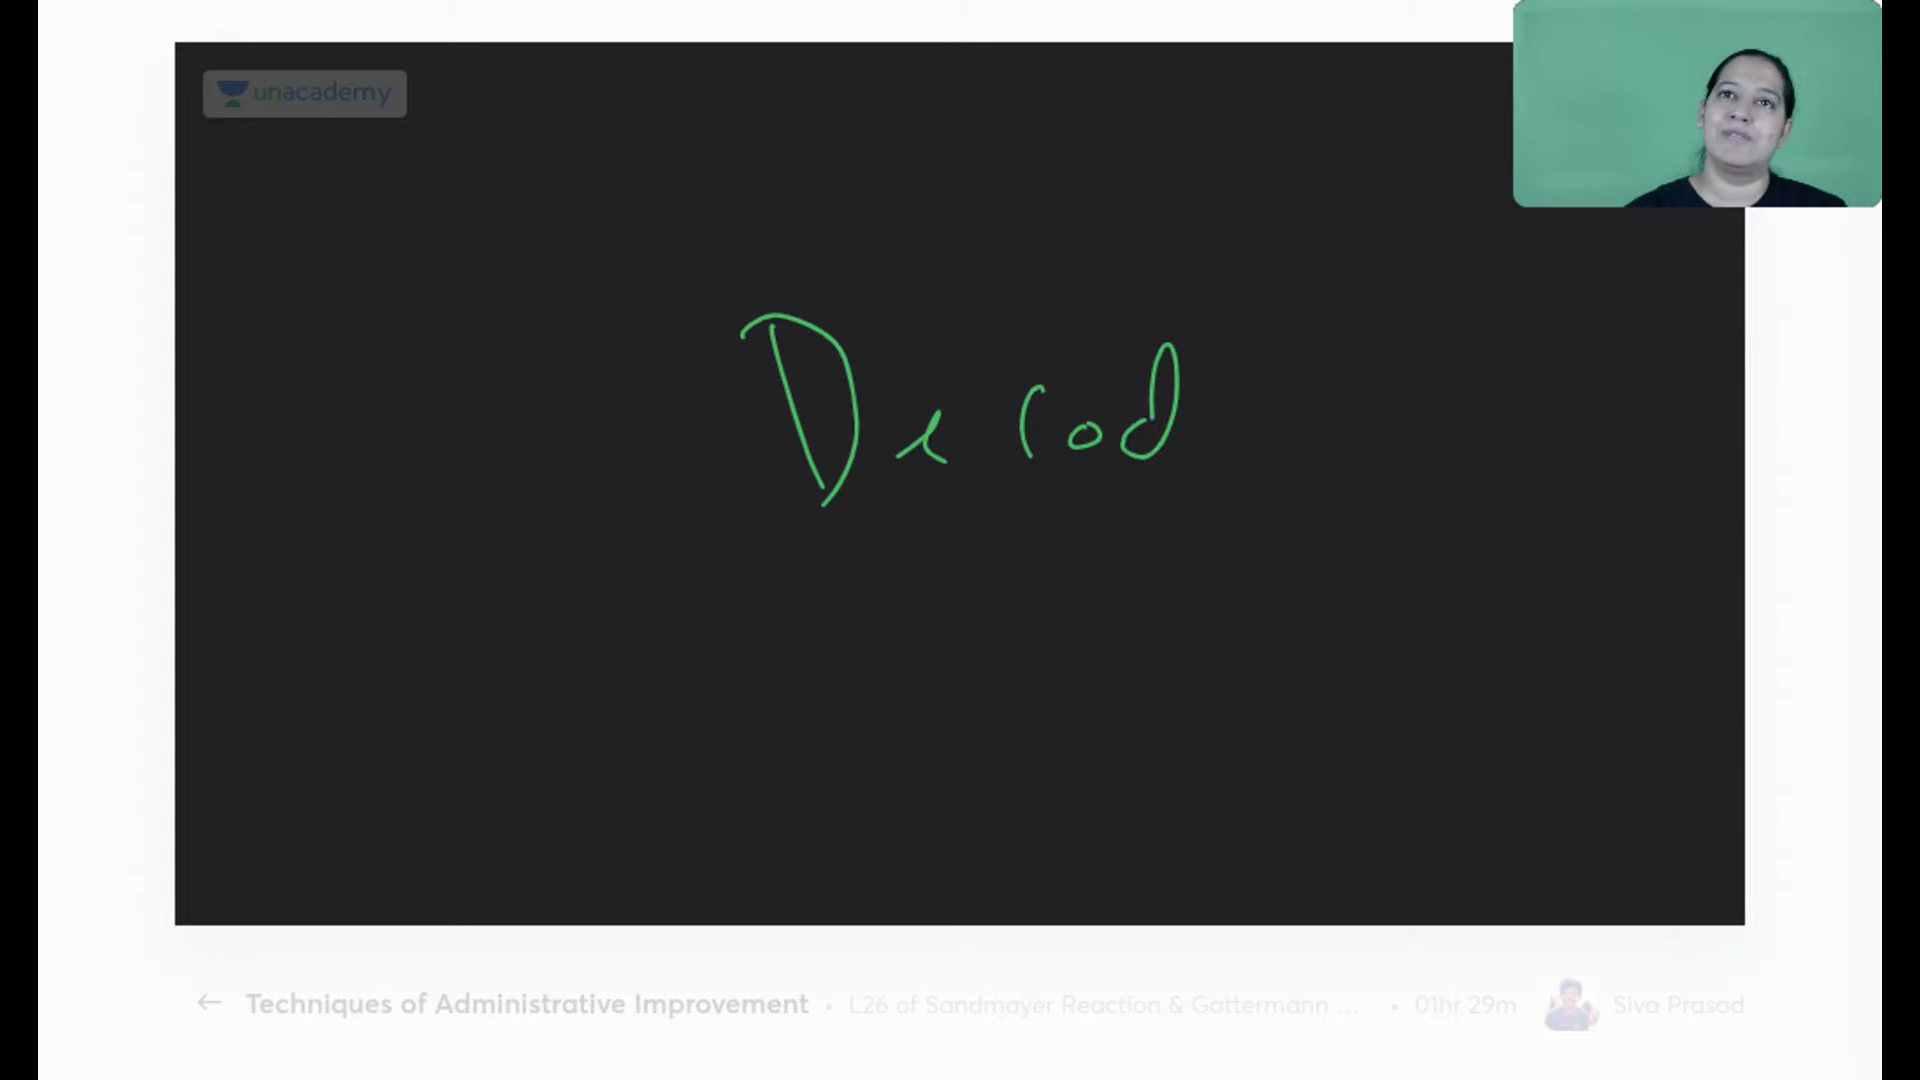 unacademy
Decod
Techniques of Administrative Improvement • L26 of Sandmayer Reaction & Gattermann ... • 01hr 29m Siva Prasad